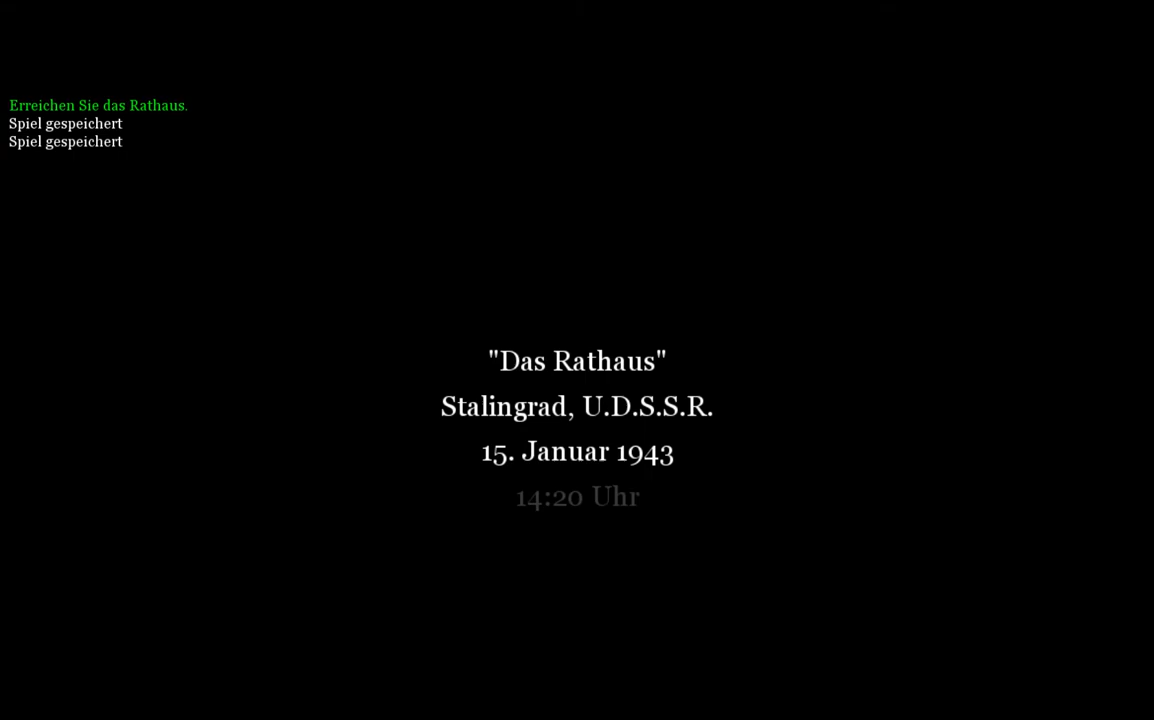 Erreichen Sie das Rathaus.
Spiel gespeichert
Spiel gespeichert
"Das Rathaus"
Stalingrad, U.D.S.S.R.
15. Januar 1943
14:20 Uhr